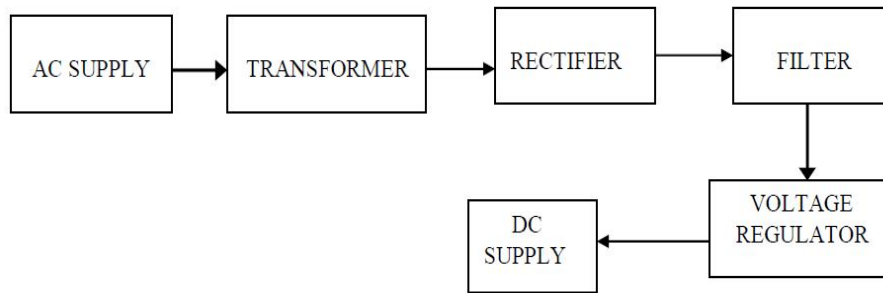 AC SUPPLY
TRANSFORMER
RECTIFIER
FILTER
VOLTAGE
REGULATOR
DC
SUPPLY